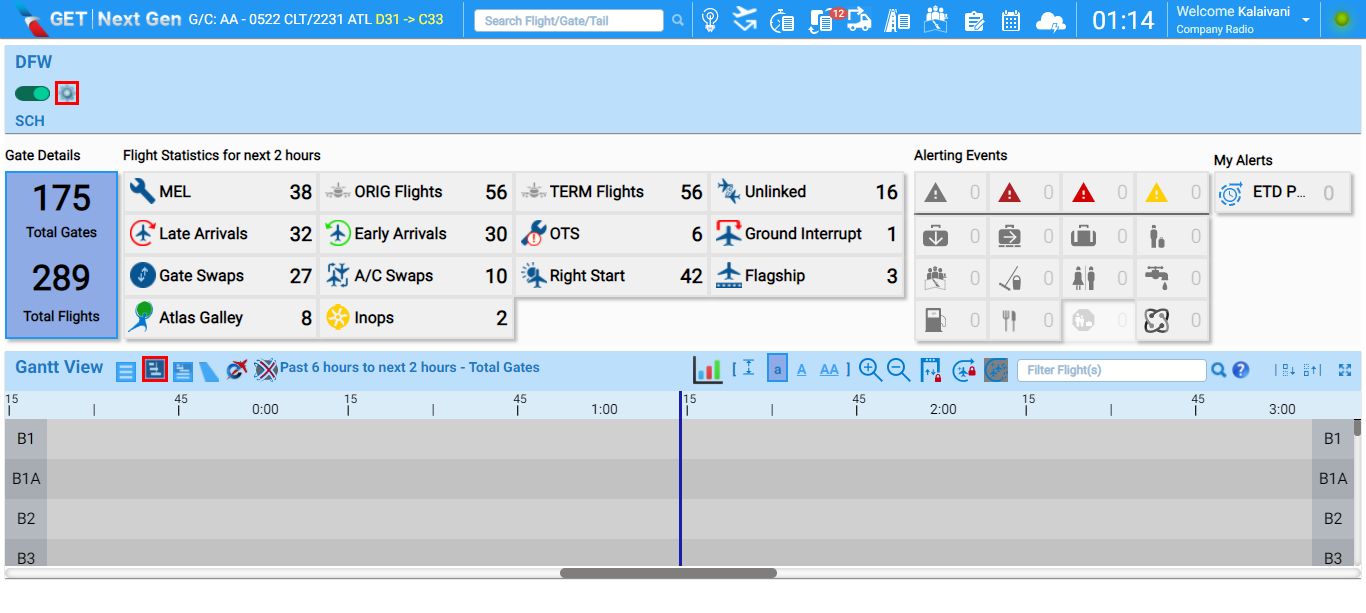 GET | Next Gen G/C: AA - 0522 CLT/2231 ATL D31 -> C33 Search Flight/Gate/Tail 12 01:14 Welcome Kalaivani
Company Radio
DFW
SCH
Gate Details Flight Statistics for next 2 hours Alerting Events My Alerts
175
Total Gates
289
Total Flights
MEL 38 ORIG Flights 56 TERM Flights 56 Unlinked 16
Late Arrivals 32 Early Arrivals 30 OTS 6 Ground Interrupt 1
Gate Swaps 27 A/C Swaps 10 Right Start 42 Flagship 3
Atlas Galley 8 Inops 2
0 0 0 0
0 0 0 0
0 0 0 0
0 0 0 0
ETD P... 0
Gantt View Past 6 hours to next 2 hours - Total Gates [ a A AA ] Filter Flight(s) ?
15 45 0:00 15 45 1:00 15 45 2:00 15 45 3:00
B1 B1
B1A B1A
B2 B2
B3 B3